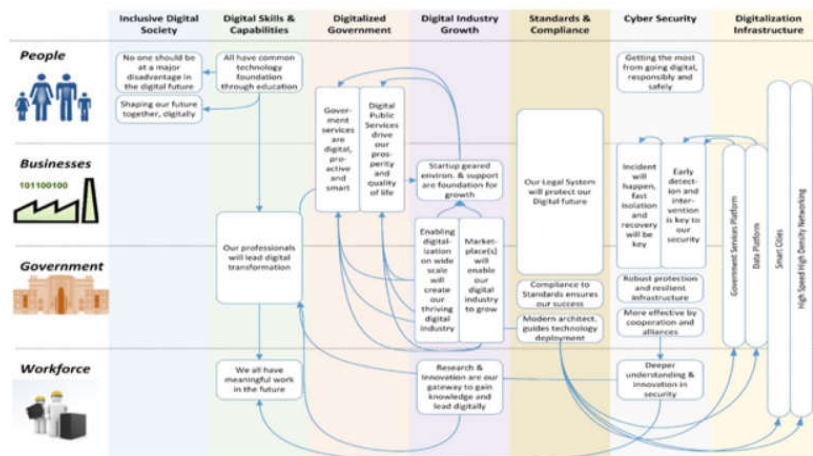 Inclusive Digital
Society
Digital Skills &
Capabilities
Digitalized
Government
Digital Industry
Growth
Standards &
Compliance
Cyber Security
Digitalization
Infrastructure
People
No one should be
at a major
disadvantage in
the digital future
Shaping our future
together, digitally
All have common
technology
foundation
through education
Gover-
ment
services
are
digital,
pro-
active
and
smart
Digital
Public
Services
drive
our
pros-
perity
and
quality
of life
Getting the most
from going digital,
responsibly and
safely
Businesses
101100100
Startup geared
environ. & support
are foundation for
growth
Our Legal System
will protect our
Digital future
Incident
will
happen,
fast
isolation
and
recovery
will be
key
Early
detect-
ion and
inter-
vention
is key to
our
security
Government Services Platform
Data Platform
Smart Cities
High Speed High Density Networking
Government
Our professionals
will lead digital
transformation
Enabling
digital-
ization
on wide
scale
will
create
our
thriving
digital
industry
Market-
place(s)
will
enable
our
digital
industry
to grow
Compliance to
Standards ensures
our success
Modern architect.
guides technology
deployment
Robust protection
and resilient
infrastructure
More effective by
cooperation and
alliances
Workforce
We all have
meaningful work
in the future
Research &
Innovation are our
gateway to gain
knowledge and
lead digitally
Deeper
understanding &
innovation in
security